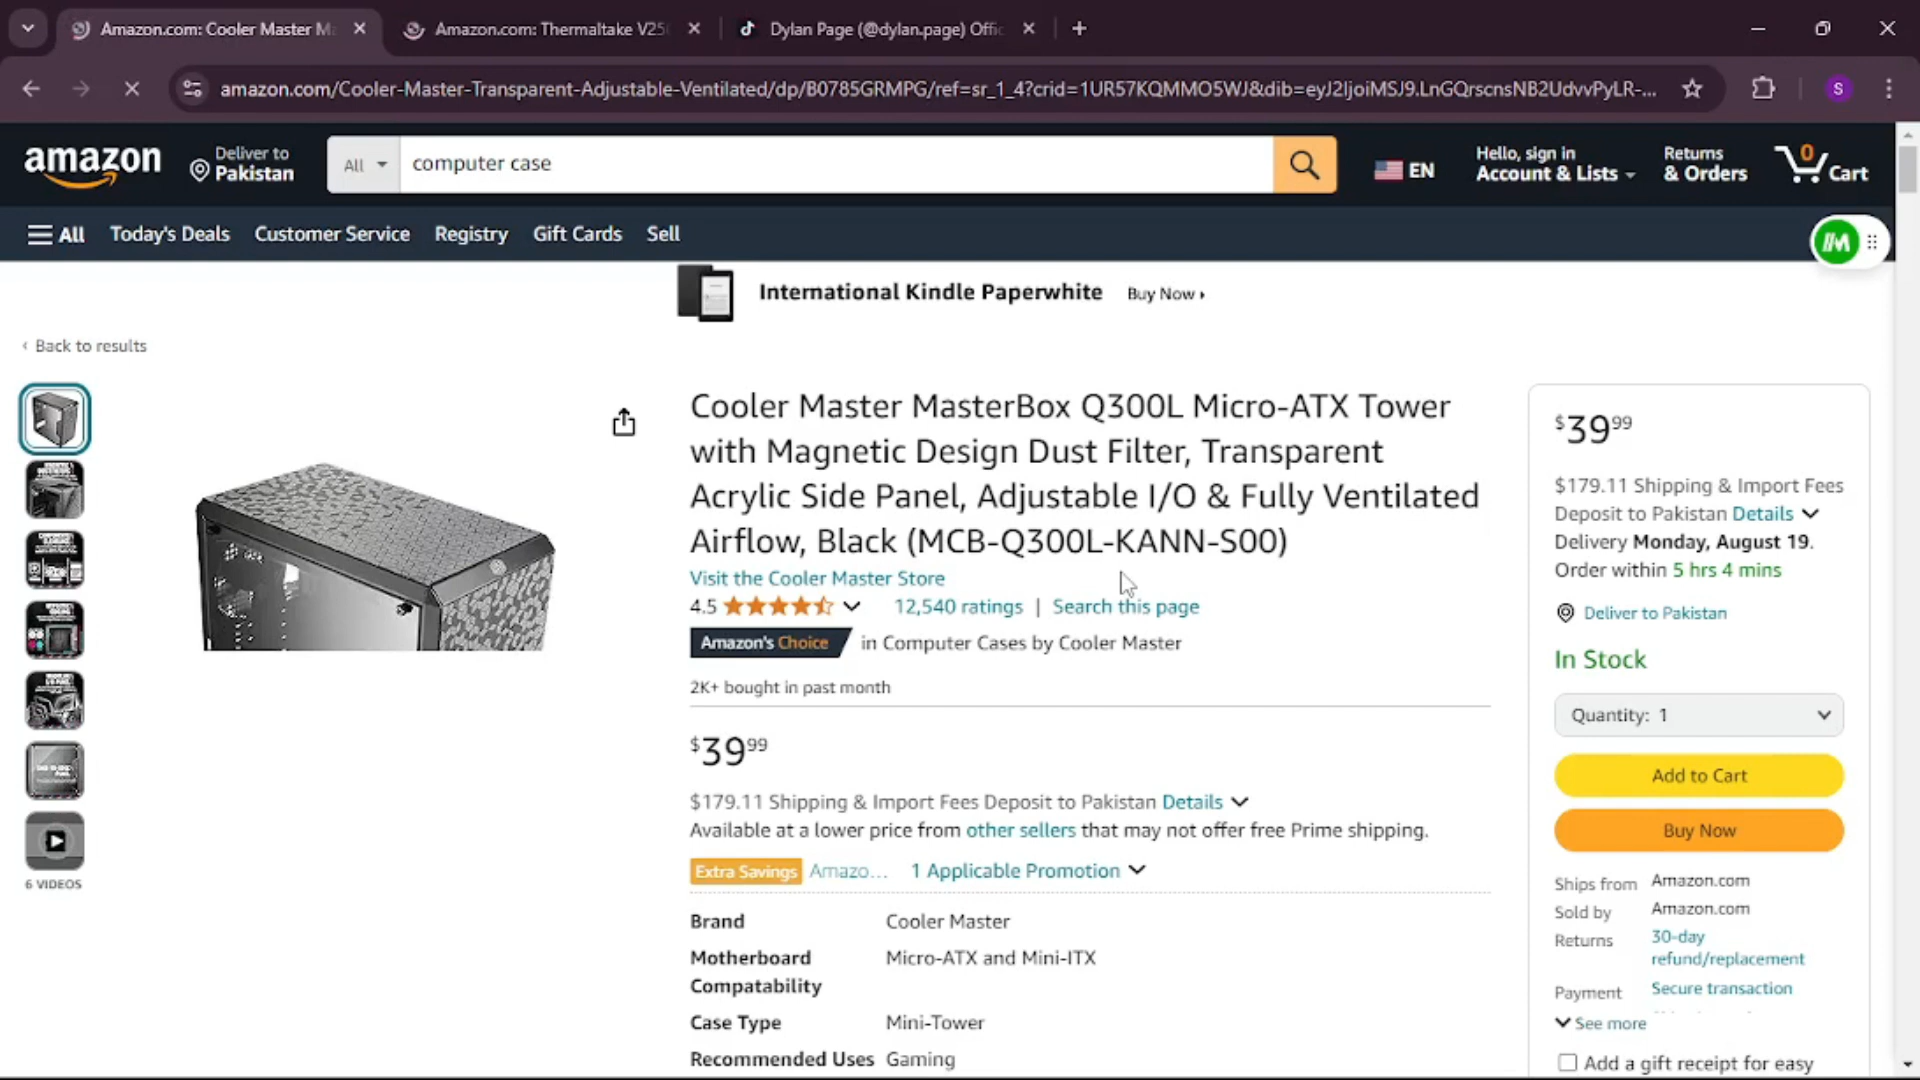 Amazon.com: Cooler Master Ma
Amazon.com: Thermaltake V250
Dylan Page (@dylan.page) Offic
amazon.com/Cooler-Master-Transparent-Adjustable-Ventilated/dp/B0785GRMPG/ref=sr_1_4?crid=1UR57KQMMO5WJ&dib=eyJ2IjoiMSJ9.LnGQrscnsNB2UdvvPyLR-...
S
amazon
Deliver to
Pakistan
All
computer case
EN
Hello, sign in
Account & Lists
Returns
& Orders
0
Cart
All
Today's Deals
Customer Service
Registry
Gift Cards
Sell
International Kindle Paperwhite
Buy Now
Back to results
6 VIDEOS
Cooler Master MasterBox Q300L Micro-ATX Tower
with Magnetic Design Dust Filter, Transparent
Acrylic Side Panel, Adjustable I/O & Fully Ventilated
Airflow, Black (MCB-Q300L-KANN-S00)
Visit the Cooler Master Store
4.5
12,540 ratings | Search this page
Amazon's Choice in Computer Cases by Cooler Master
2K+ bought in past month
$39 99
$179.11 Shipping & Import Fees Deposit to Pakistan Details
Available at a lower price from other sellers that may not offer free Prime shipping.
Extra Savings Amazo... 1 Applicable Promotion
Brand Cooler Master
Motherboard Micro-ATX and Mini-ITX
Compatability
Case Type Mini-Tower
Recommended Uses Gaming
$39 99
$179.11 Shipping & Import Fees
Deposit to Pakistan Details
Delivery Monday, August 19.
Order within 5 hrs 4 mins
Deliver to Pakistan
In Stock
Quantity: 1
Add to Cart
Buy Now
Ships from Amazon.com
Sold by Amazon.com
Returns 30-day
refund/replacement
Payment Secure transaction
See more
Add a gift receipt for easy